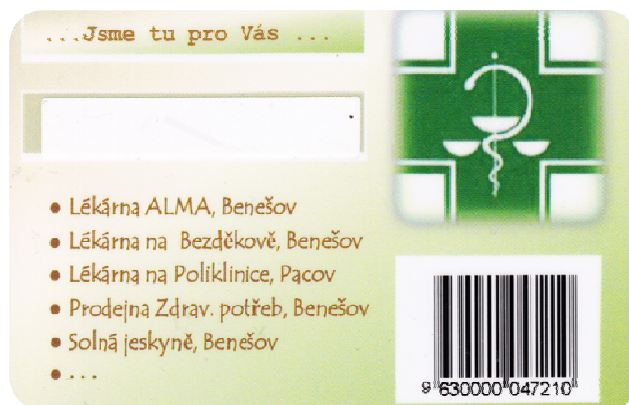 ...Jsme tu pro Vás ...
• Lékárna ALMA, Benešov
• Lékárna na Bezděkově, Benešov
• Lékárna na Poliklinice, Pacov
• Prodejna Zdrav. potřeb, Benešov
• Solná jeskyně, Benešov
• ...
9 630000 047210